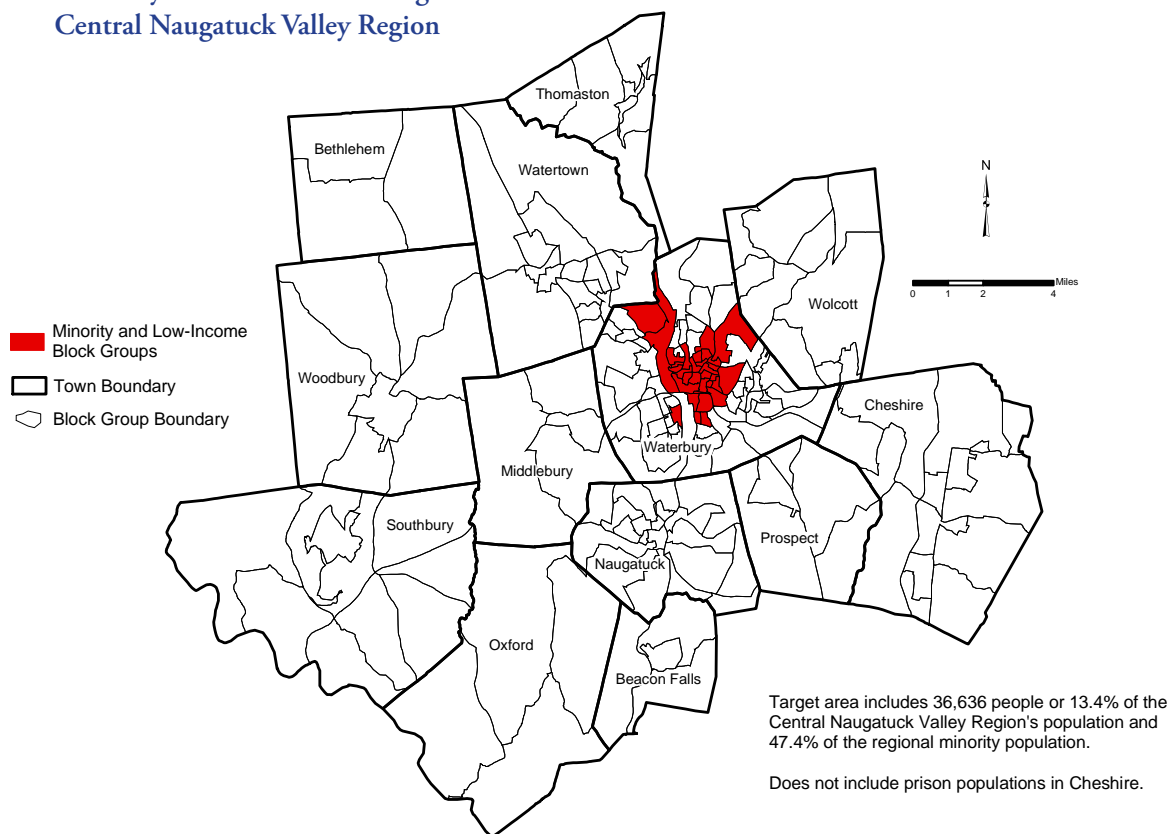 Central Naugatuck Valley Region
Thomaston
Bethlehem
Watertown
N
Miles
0 1 2 4
Wolcott
Minority and Low-Income
Block Groups
Town Boundary
Block Group Boundary
Woodbury
Cheshire
Waterbury
Middlebury
Southbury
Prospect
Naugatuck
Oxford
Beacon Falls
Target area includes 36,636 people or 13.4% of the
Central Naugatuck Valley Region's population and
47.4% of the regional minority population.
Does not include prison populations in Cheshire.